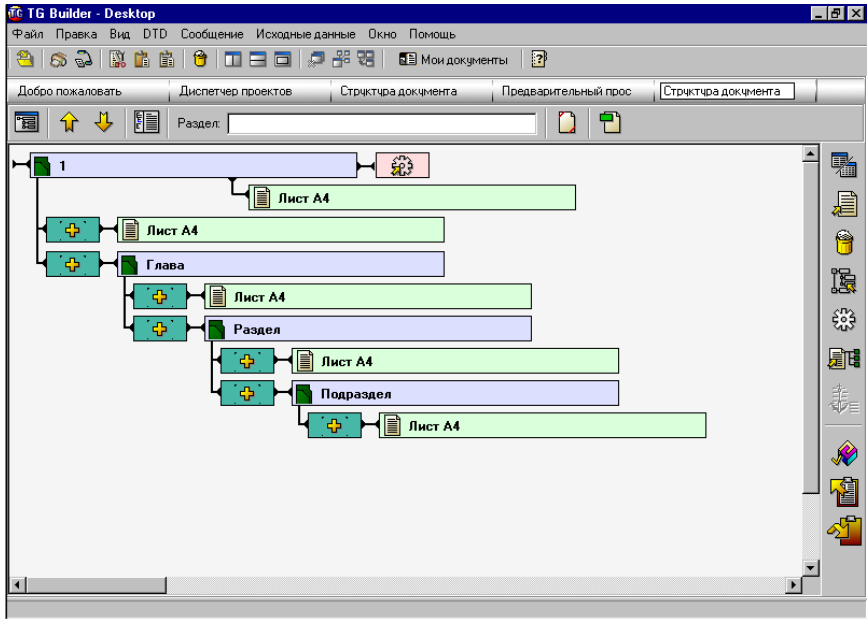 TG Builder - Desktop
Файл Правка Вид DTD Сообщение Исходные данные Окно Помощь
Мои документы
Добро пожаловать Диспетчер проектов Структура документа Предварительный прос Структура документа
Раздел:
1
Лист А4
Лист А4
Глава
Лист А4
Раздел
Лист А4
Подраздел
Лист А4